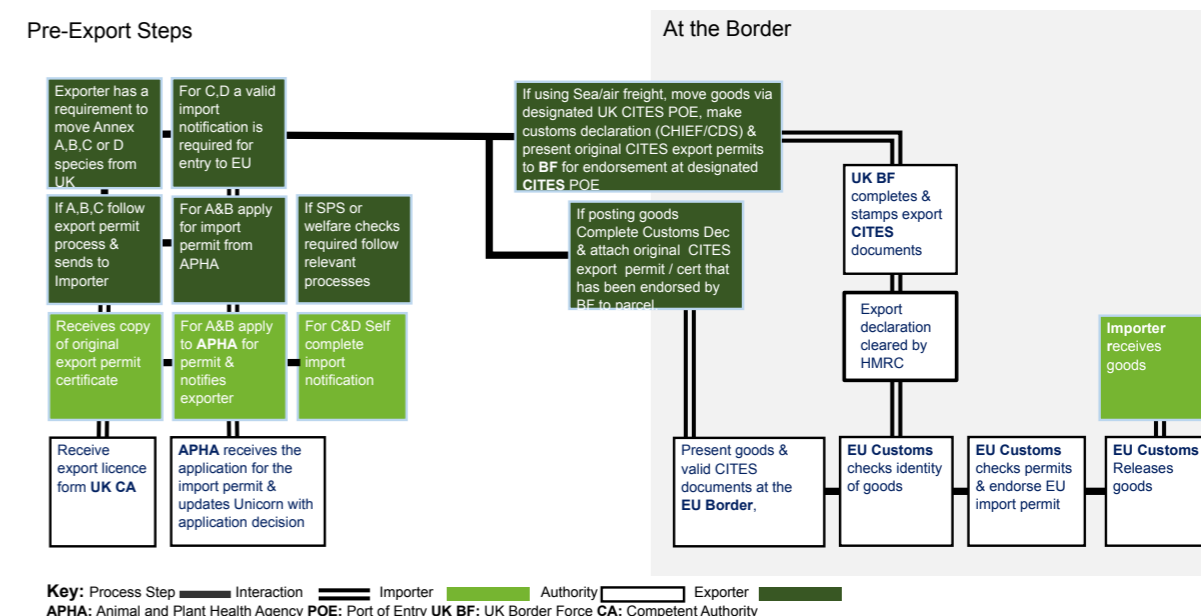 Pre-Export Steps
At the Border
Exporter has a
requirement to
move Annex
A,B,C or D
species from
UK
For C,D a valid
import
notification is
required for
entry to EU
If using Sea/air freight, move goods via
designated UK CITES POE, make
customs declaration (CHIEF/CDS) &
present original CITES export permits
to BF for endorsement at designated
CITES POE
UK BF
completes &
stamps export
CITES
documents
If A,B,C follow
export permit
process &
sends to
Importer
For A&B apply
for import
permit from
APHA
If SPS or
welfare checks
required follow
relevant
processes
If posting goods
Complete Customs Dec
& attach original CITES
export permit / cert that
has been endorsed by
BF to parcel
Export
declaration
cleared by
HMRC
Receives copy
of original
export permit
certificate
For A&B apply
to APHA for
permit &
notifies
exporter
For C&D Self
complete
import
notification
Importer
receives
goods
Receive
export licence
form UK CA
APHA receives the
application for the
import permit &
updates Unicorn with
application decision
Present goods &
valid CITES
documents at the
EU Border,
EU Customs
checks identity
of goods
EU Customs
checks permits
& endorse EU
import permit
EU Customs
Releases
goods
Key: Process Step Interaction Importer Authority Exporter
APHA: Animal and Plant Health Agency POE: Port of Entry UK BF: UK Border Force CA: Competent Authority